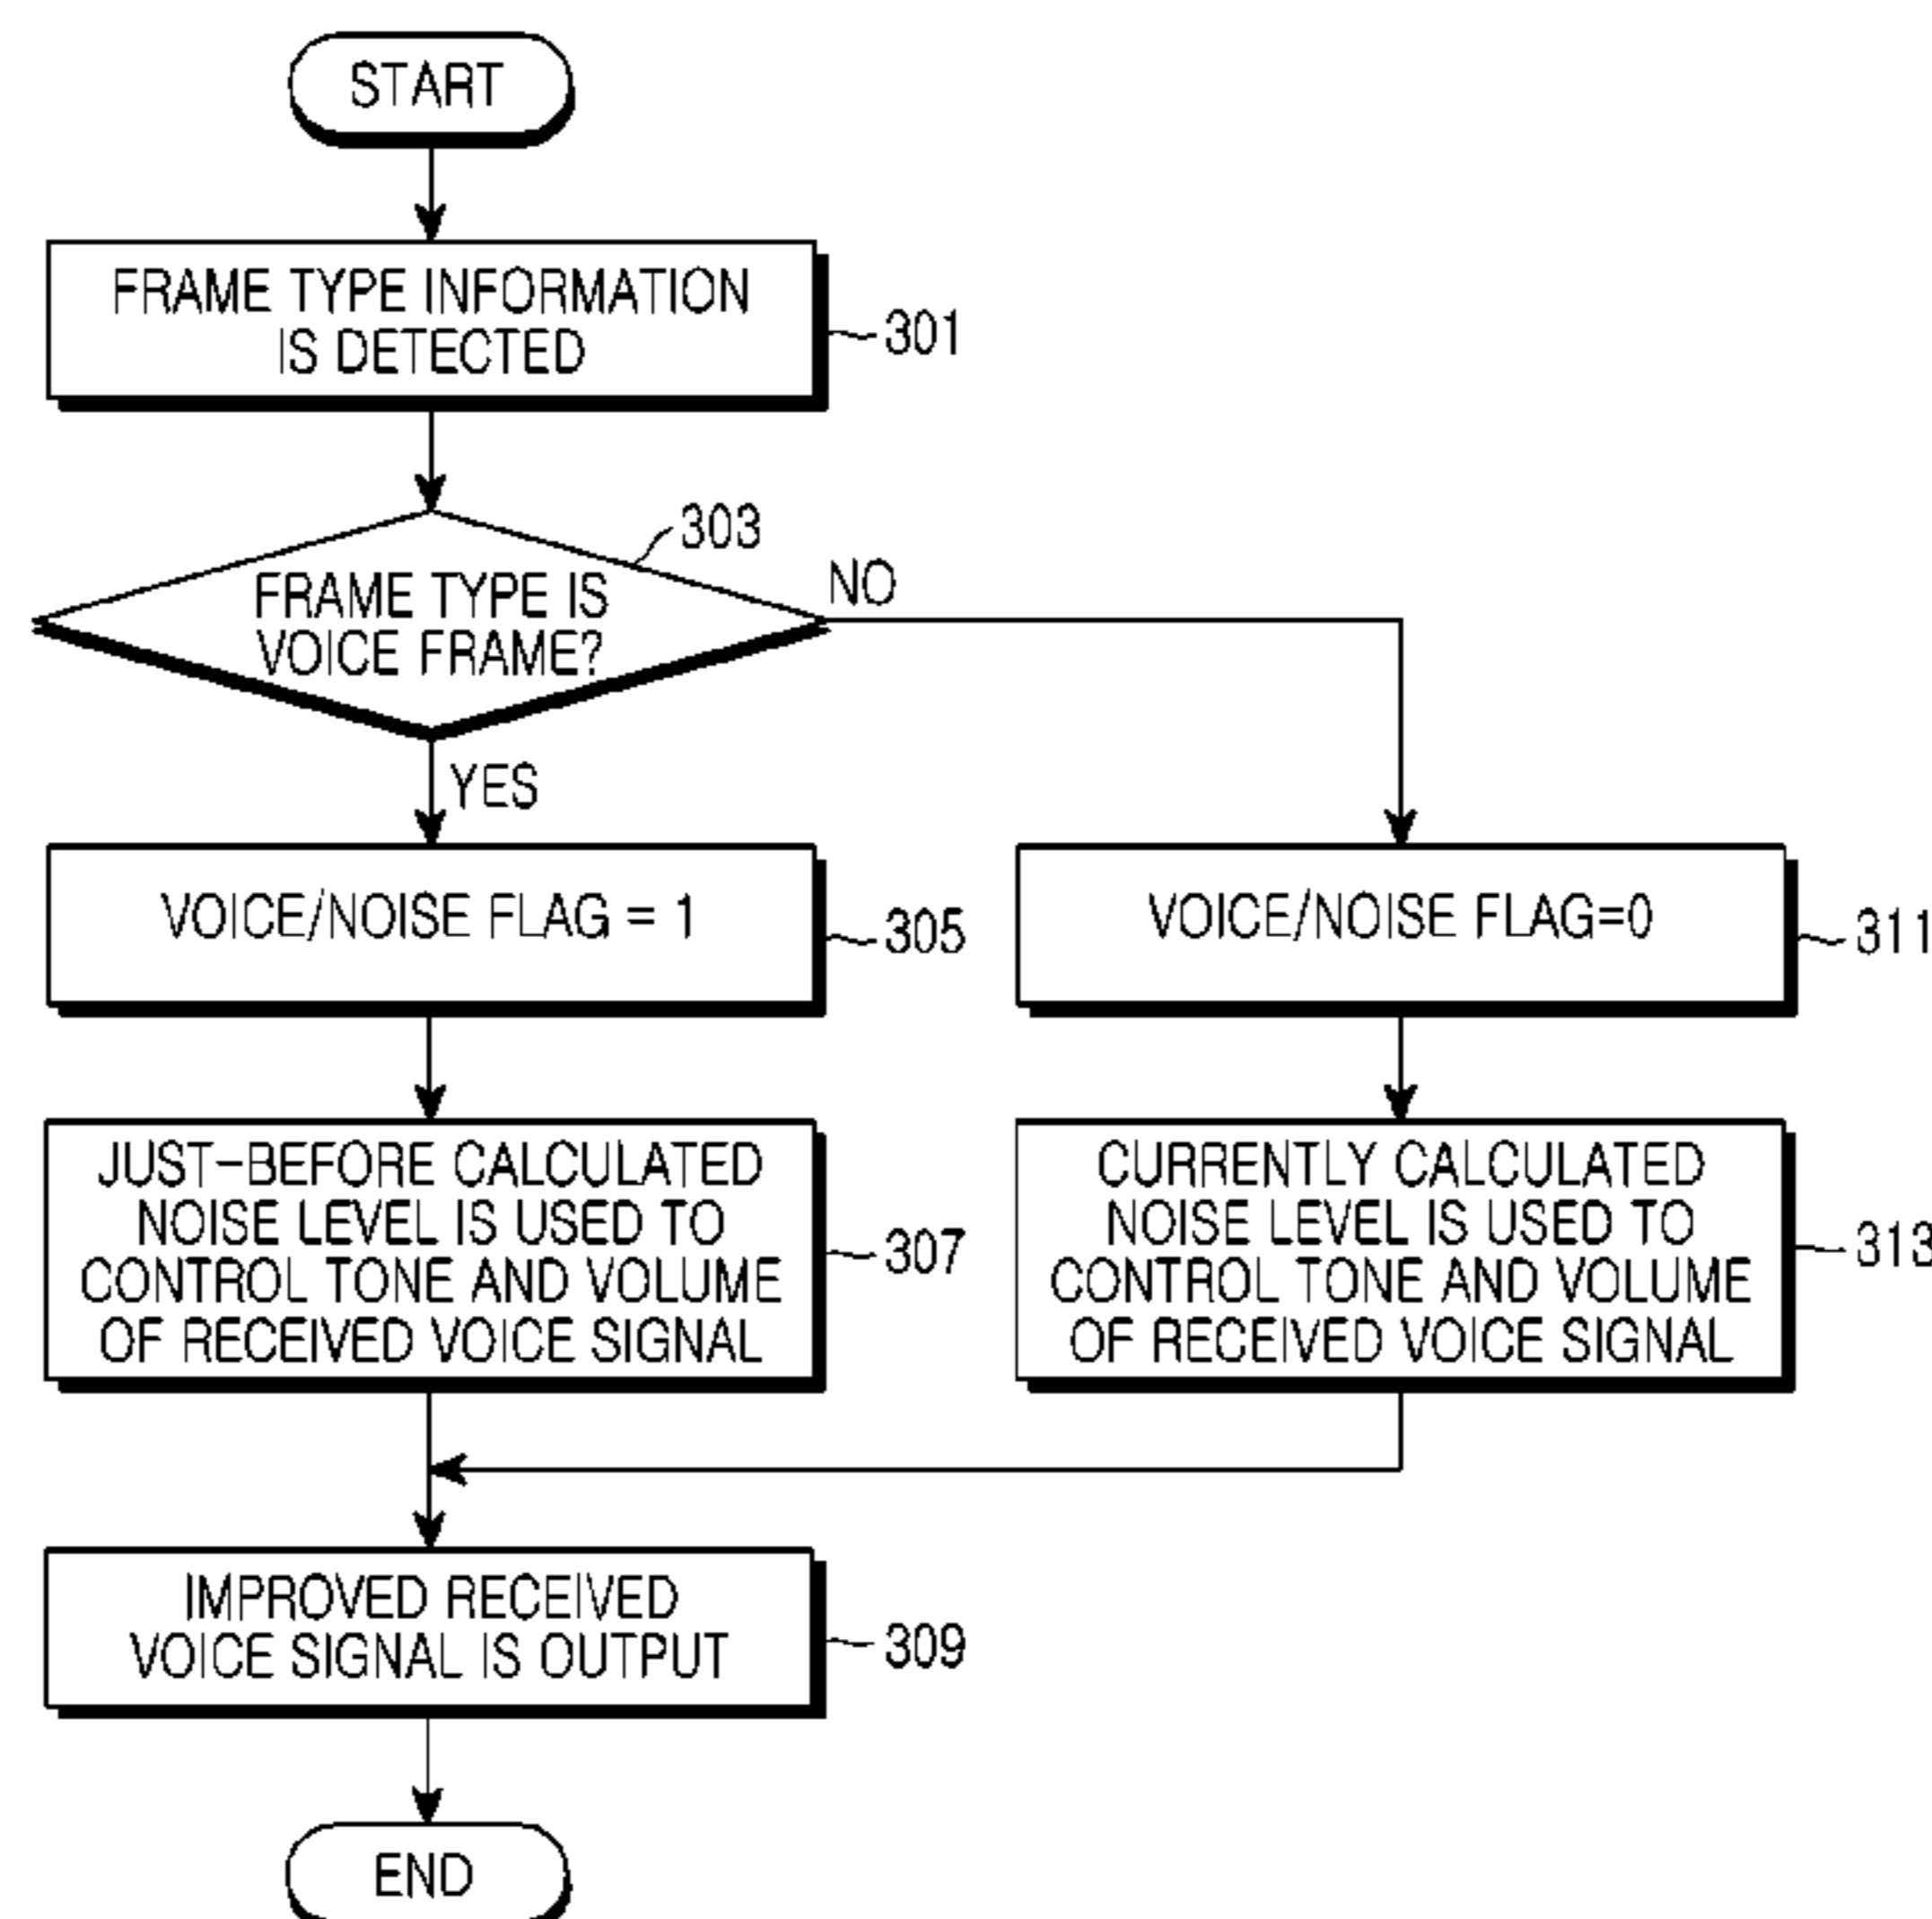 START
FRAME TYPE INFORMATION
IS DETECTED
301
303
FRAME TYPE IS
VOICE FRAME?
NO
YES
VOICE/NOISE FLAG = 1
305
VOICE/NOISE FLAG=0
311
JUST-BEFORE CALCULATED
NOISE LEVEL IS USED TO
CONTROL TONE AND VOLUME
OF RECEIVED VOICE SIGNAL
307
CURRENTLY CALCULATED
NOISE LEVEL IS USED TO
CONTROL TONE AND VOLUME
OF RECEIVED VOICE SIGNAL
313
IMPROVED RECEIVED
VOICE SIGNAL IS OUTPUT
309
END